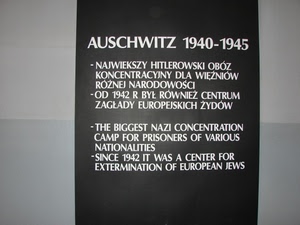 AUSCHWITZ 1940-1945
- NAJWIEKSZY HITLEROWSKI OBÓZ
KONCENTRACYJNY DLA WIĘŹNIÓW
RÓŻNEJ NARODOWOŚCI
- OD 1942 R BYŁ RÓWNIEŻ CENTRUM
ZAGŁADY EUROPEJSKICH ŻYDÓW
- THE BIGGEST NAZI CONCENTRATION
CAMP FOR PRISONERS OF VARIOUS
NATIONALITIES
- SINCE 1942 IT WAS A CENTER FOR
EXTERMINATION OF EUROPEAN JEWS